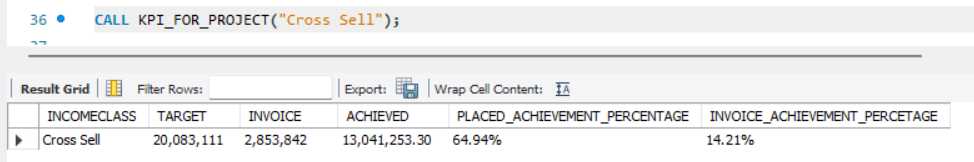 36 CALL KPI_FOR_PROJECT("Cross Sell");
Result Grid Filter Rows: Export: Wrap Cell Content: IA
INCOMECLASS TARGET INVOICE ACHIEVED PLACED_ACHIEVEMENT_PERCENTAGE INVOICE_ACHIEVEMENT_PERCETAGE
Cross Sell 20,083,111 2,853,842 13,041,253.30 64.94% 14.21%